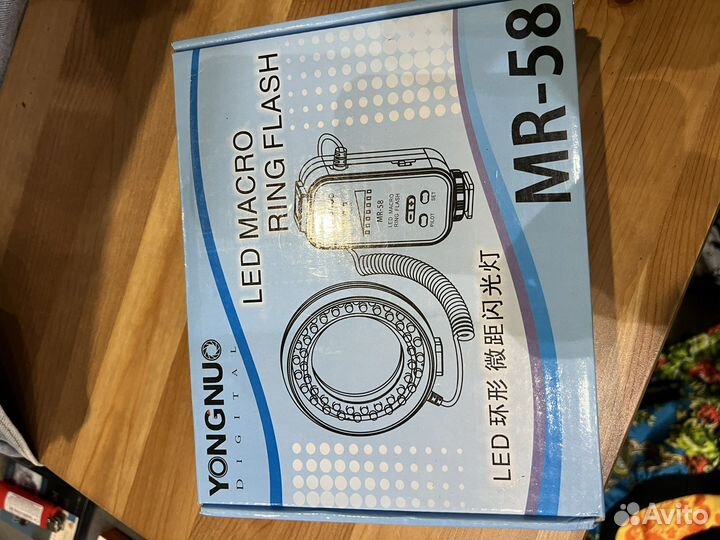 YONGNUO
DIGITAL
LED MACRO
RING FLASH
MR-58
LED MACRO
RING FLASH
PILOT
SET
LED 环形 微距闪光灯
MR-58
Avito